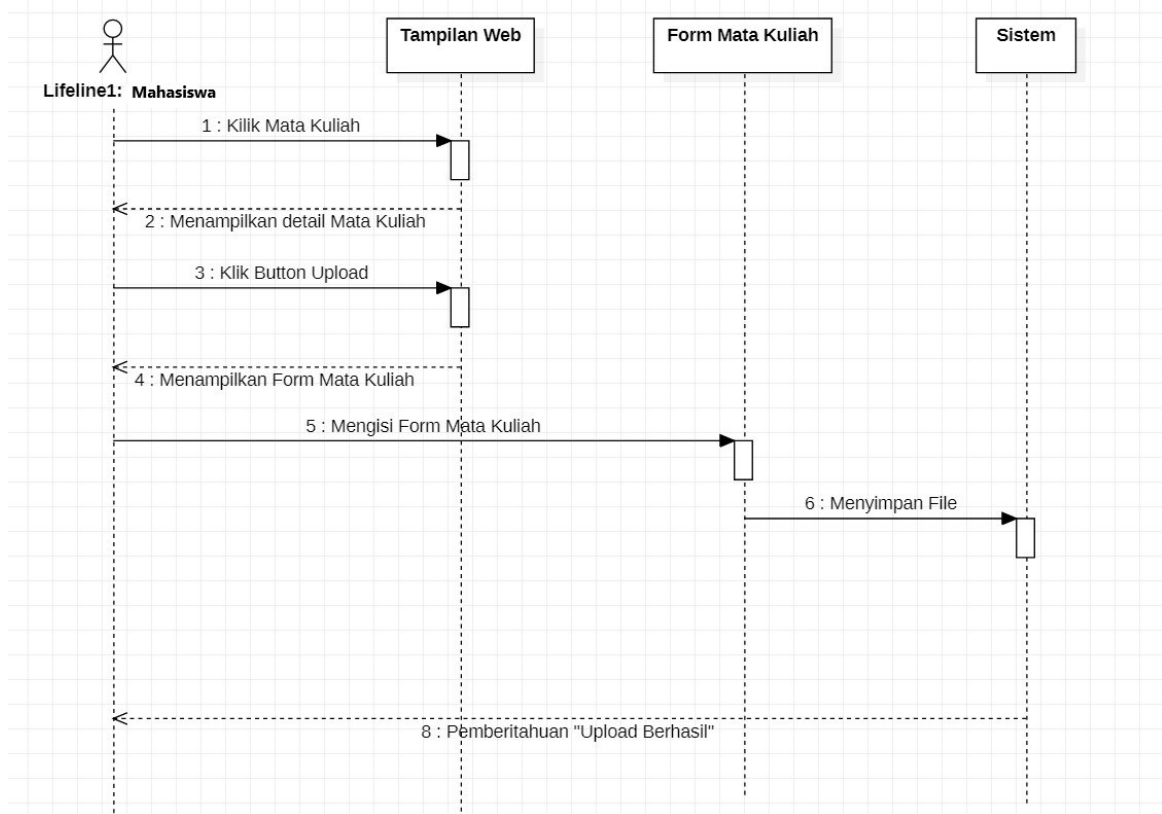 Tampilan Web
Form Mata Kuliah
Sistem
Lifeline1: Mahasiswa
1 : Kilik Mata Kuliah
2 : Menampilkan detail Mata Kuliah
3 : Klik Button Upload
4 : Menampilkan Form Mata Kuliah
5 : Mengisi Form Mata Kuliah
6 : Menyimpan File
8 : Pemberitahuan "Upload Berhasil"